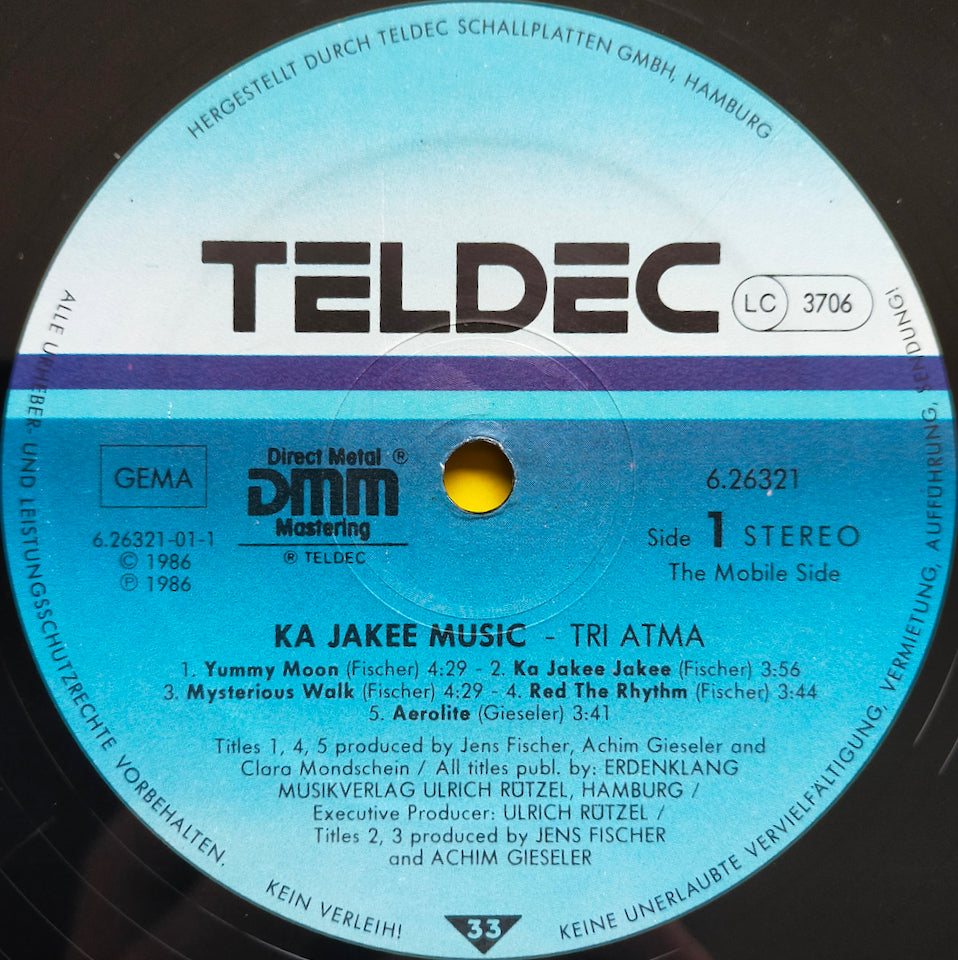 HERGESTELLT DURCH TELDEC SCHALLPLATTEN GMBH, HAMBURG
TELDEC
LC 3706
ALLE URHEBER- UND LEISTUNGSSCHUTZRECHTE VORBEHALTEN.
KEIN VERLEIH!
KEINE UNERLAUBTE VERVIELFÄLTIGUNG, VERMIETUNG, AUFFÜHRUNG, SENDUNG!
GEMA
6.26321-01-1
© 1986
℗ 1986
Direct Metal ®
DMM
Mastering
® TELDEC
6.26321
Side 1 STEREO
The Mobile Side
KA JAKEE MUSIC - TRI ATMA
1. Yummy Moon (Fischer) 4:29 - 2. Ka Jakee Jakee (Fischer) 3:56
3. Mysterious Walk (Fischer) 4:29 - 4. Red The Rhythm (Fischer) 3:44
5. Aerolite (Gieseler) 3:41
Titles 1, 4, 5 produced by Jens Fischer, Achim Gieseler and
Clara Mondschein / All titles publ. by: ERDENKLANG
MUSIKVERLAG ULRICH RÜTZEL, HAMBURG /
Executive Producer: ULRICH RÜTZEL /
Titles 2, 3 produced by JENS FISCHER
and ACHIM GIESELER
33